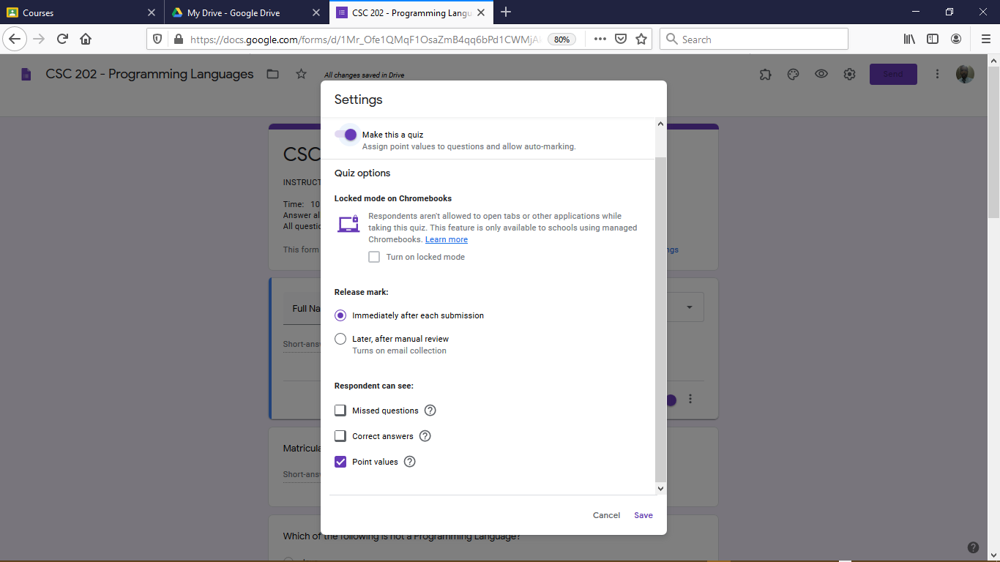 Courses
My Drive - Google Drive
CSC 202 - Programming Langu
https://docs.google.com/forms/d/1Mr_Ofe1QMqF1OsaZmB4qq6bPd1CWMjA
80%
Search
CSC 202 - Programming Languages
All changes saved in Drive
Send
Settings
Make this a quiz
Assign point values to questions and allow auto-marking.
CSC
Quiz options
INSTRUCT
Locked mode on Chromebooks
Time: 10
Answer al
All questio
Respondents aren't allowed to open tabs or other applications while
taking this quiz. This feature is only available to schools using managed
Chromebooks. Learn more
This form
ngs
Turn on locked mode
Release mark:
Full Na
Immediately after each submission
Later, after manual review
Short-ans
Turns on email collection
Respondent can see:
Missed questions
Correct answers
Matricula
Point values
Short-ans
Cancel
Save
Which of the following is not a Programming Language?